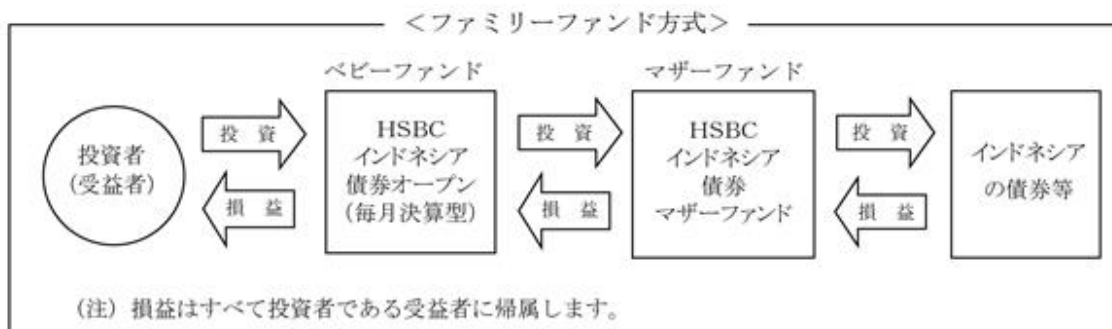 ＜ファミリーファンド方式＞
ベビーファンド
マザーファンド
投資者
(受益者)
投 資
損 益
HSBC
インドネシア
債券オープン
(毎月決算型)
投 資
損 益
HSBC
インドネシア
債券
マザーファンド
投 資
損 益
インドネシア
の債券等
(注) 損益はすべて投資者である受益者に帰属します。